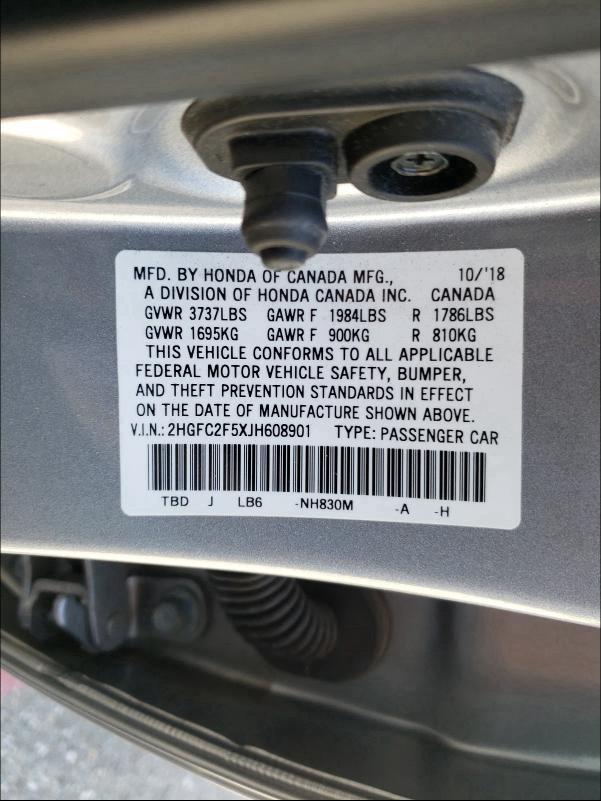 MFD. BY HONDA OF CANADA MFG., 10/'18
A DIVISION OF HONDA CANADA INC. CANADA
GVWR 3737LBS GAWR F 1984LBS R 1786LBS
GVWR 1695KG GAWR F 900KG R 810KG
THIS VEHICLE CONFORMS TO ALL APPLICABLE
FEDERAL MOTOR VEHICLE SAFETY, BUMPER,
AND THEFT PREVENTION STANDARDS IN EFFECT
ON THE DATE OF MANUFACTURE SHOWN ABOVE.
V.I.N.: 2HGFC2F5XJH608901 TYPE: PASSENGER CAR
TBD J LB6 -NH830M -A -H